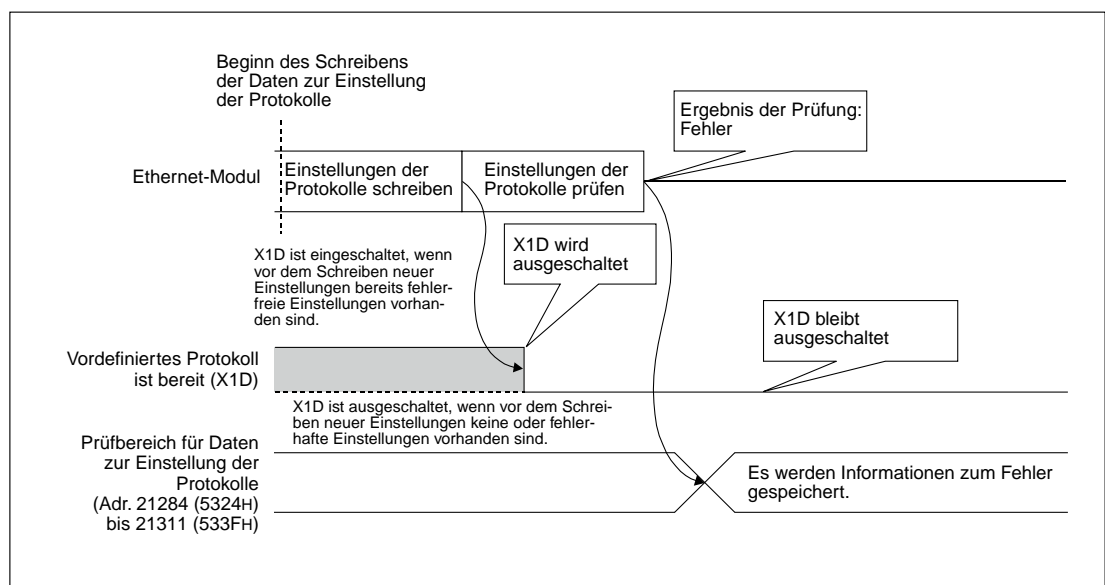 Beginn des Schreibens
der Daten zur Einstellung
der Protokolle
Ergebnis der Prüfung:
Fehler
Ethernet-Modul
Einstellungen der
Protokolle schreiben
Einstellungen der
Protokolle prüfen
X1D ist eingeschaltet, wenn
vor dem Schreiben neuer
Einstellungen bereits fehler-
freie Einstellungen vorhan-
den sind.
X1D wird
ausgeschaltet
X1D bleibt
ausgeschaltet
Vordefiniertes Protokoll
ist bereit (X1D)
X1D ist ausgeschaltet, wenn vor dem Schrei-
ben neuer Einstellungen keine oder fehler-
hafte Einstellungen vorhanden sind.
Prüfbereich für Daten
zur Einstellung der
Protokolle
(Adr. 21284 (5324H)
bis 21311 (533FH)
Es werden Informationen zum Fehler
gespeichert.